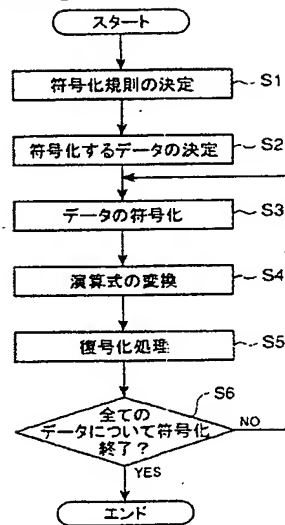 スタート
符号化規則の決定
S1
符号化するデータの決定
S2
データの符号化
S3
演算式の変換
S4
復号化処理
S5
S6
全ての
データについて符号化
終了？
NO
YES
エンド